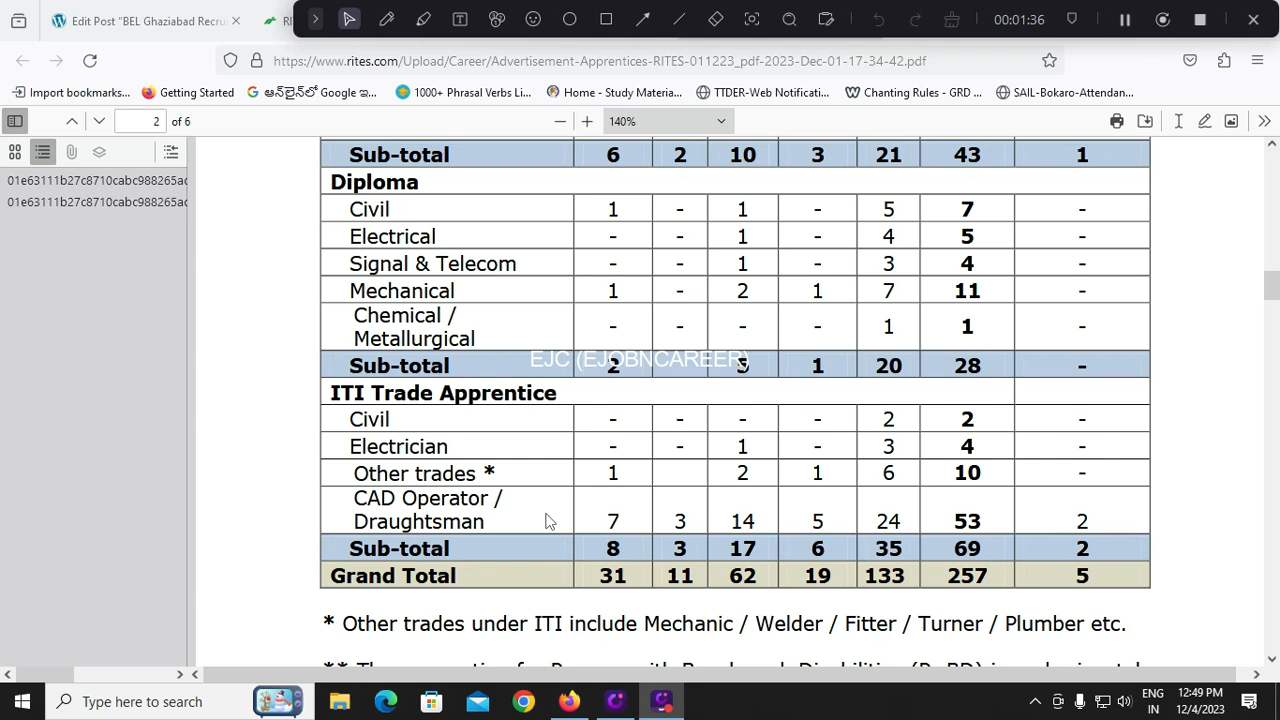 Edit Post “BEL Ghaziabad Recrui
RI
00:01:36
https://www.rites.com/Upload/Career/Advertisement-Apprentices-RITES-011223_pdf-2023-Dec-01-17-34-42.pdf
Import bookmarks... Getting Started ఆన్‌లైన్‌లో Google ఇ... 1000+ Phrasal Verbs Li... Home - Study Materia... TTDER-Web Notificati... Chanting Rules - GRD ... SAIL-Bokaro-Attendan...
2 of 6 140%
01e63111b27c8710cabc988265ac
01e63111b27c8710cabc988265ac
Sub-total 6 2 10 3 21 43 1
Diploma
Civil 1 - 1 - 5 7 -
Electrical - - 1 - 4 5 -
Signal & Telecom - - 1 - 3 4 -
Mechanical 1 - 2 1 7 11 -
Chemical /
Metallurgical - - - - 1 1 -
EJC (EJOBNCAREER)
Sub-total 2 5 1 20 28 -
ITI Trade Apprentice
Civil - - - - 2 2 -
Electrician - - 1 - 3 4 -
Other trades * 1 2 1 6 10 -
CAD Operator /
Draughtsman 7 3 14 5 24 53 2
Sub-total 8 3 17 6 35 69 2
Grand Total 31 11 62 19 133 257 5
* Other trades under ITI include Mechanic / Welder / Fitter / Turner / Plumber etc.
Type here to search
ENG 12:49 PM
IN 12/4/2023